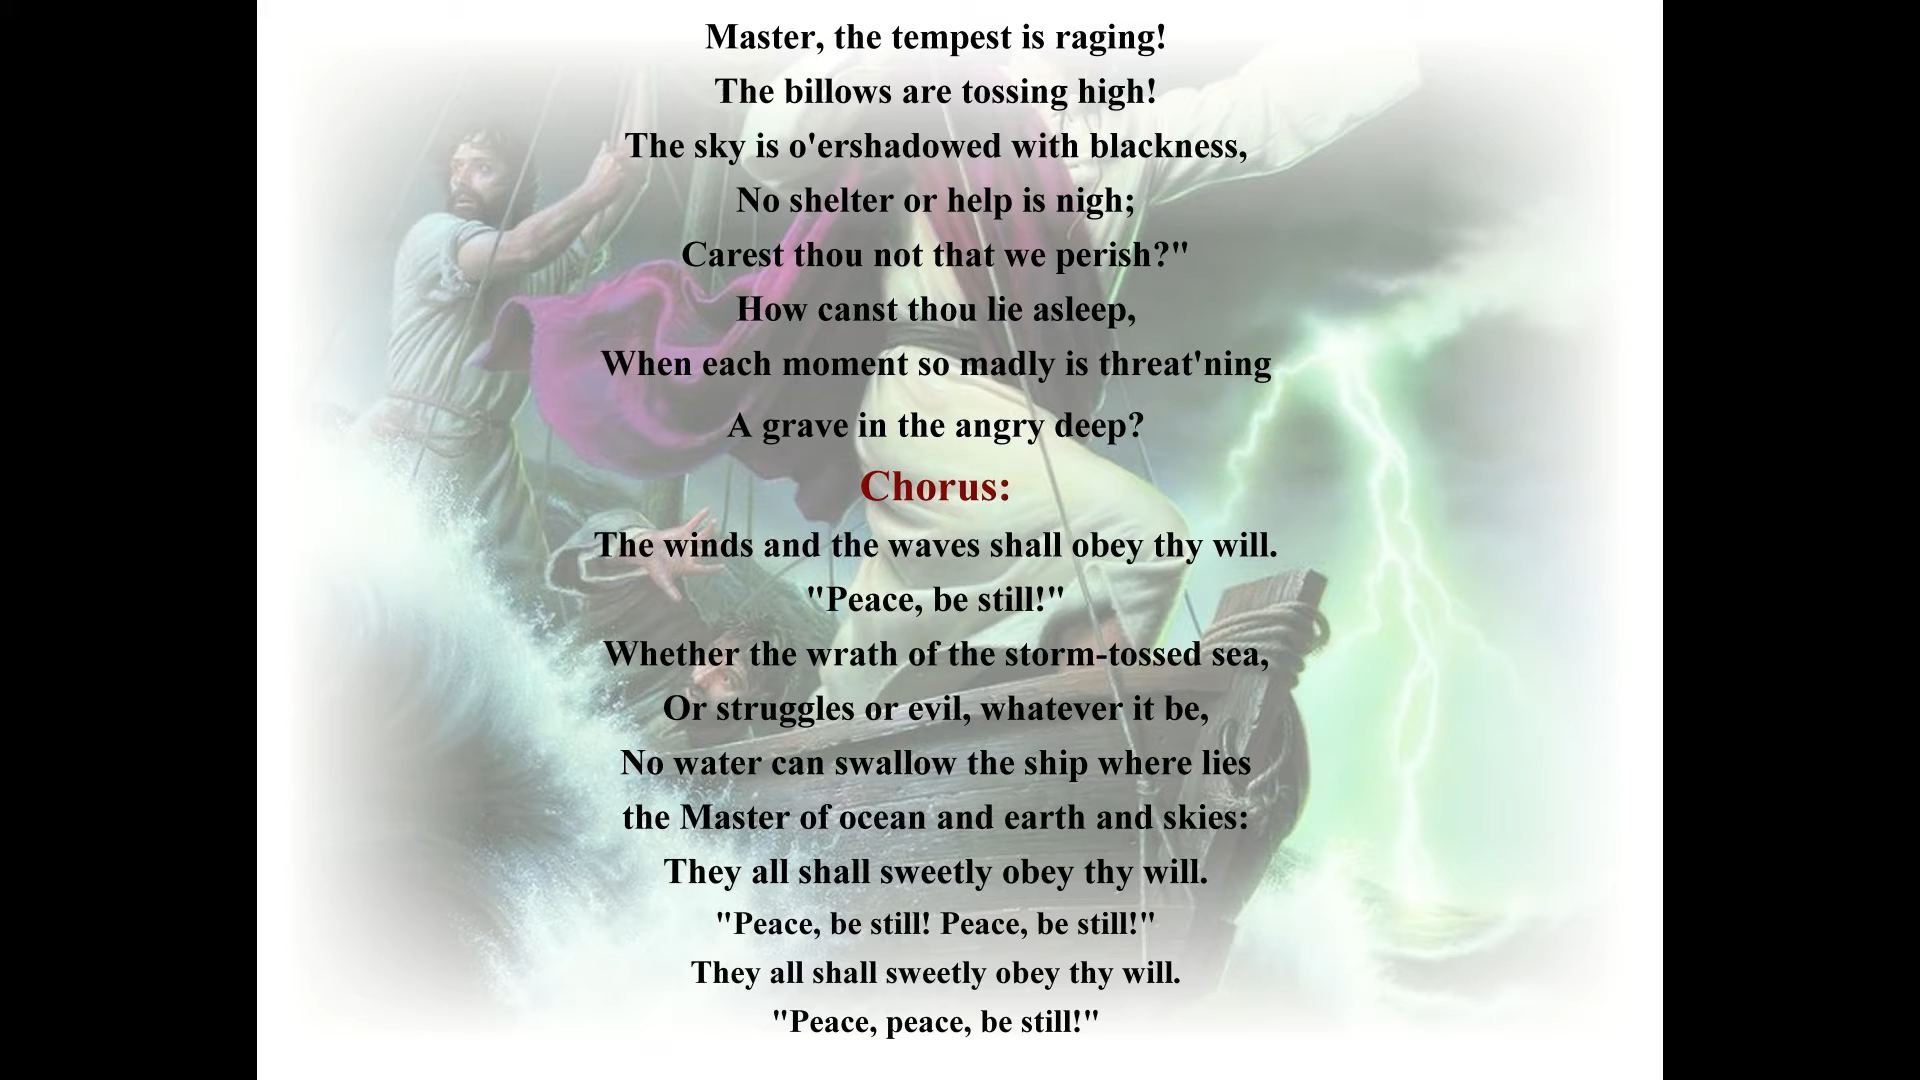 Master, the tempest is raging!
The billows are tossing high!
The sky is o'ershadowed with blackness,
No shelter or help is nigh;
Carest thou not that we perish?"
How canst thou lie asleep,
When each moment so madly is threat'ning
A grave in the angry deep?
Chorus:
The winds and the waves shall obey thy will.
"Peace, be still!"
Whether the wrath of the storm-tossed sea,
Or struggles or evil, whatever it be,
No water can swallow the ship where lies
the Master of ocean and earth and skies:
They all shall sweetly obey thy will.
"Peace, be still! Peace, be still!"
They all shall sweetly obey thy will.
"Peace, peace, be still!"